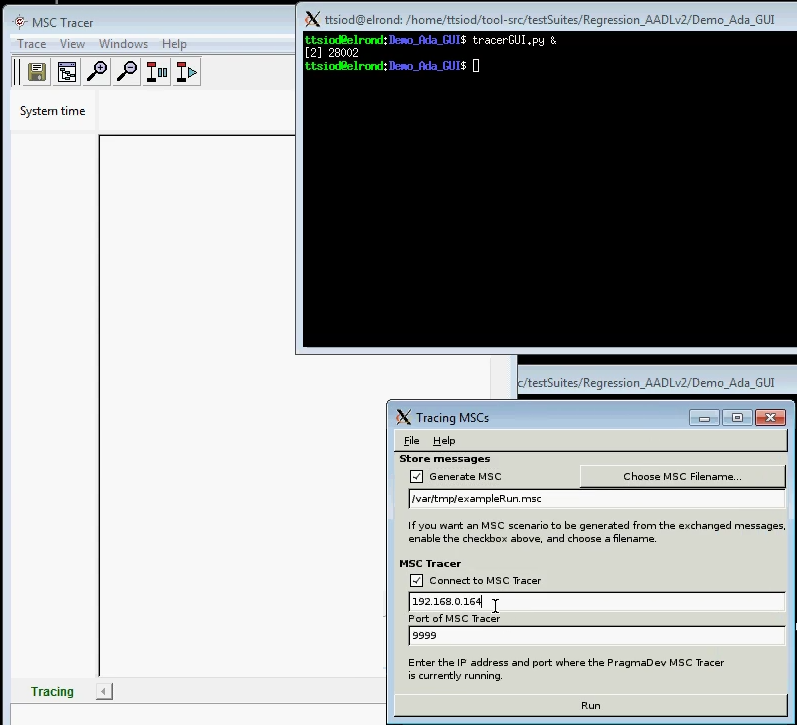 MSC Tracer
Trace View Windows Help
System time
Tracing
ttsiod@elrond: /home/ttsiod/tool-src/testSuites/Regression_AADLv2/Demo_Ada_GUI
ttsiod@elrond:Demo_Ada_GUI$ tracerGUI.py &
[2] 28002
ttsiod@elrond:Demo_Ada_GUI$
c/testSuites/Regression_AADLv2/Demo_Ada_GUI
Tracing MSCs
File Help
Store messages
Generate MSC
Choose MSC Filename...
/var/tmp/exampleRun.msc
If you want an MSC scenario to be generated from the exchanged messages,
enable the checkbox above, and choose a filename.
MSC Tracer
Connect to MSC Tracer
192.168.0.164
Port of MSC Tracer
9999
Enter the IP address and port where the PragmaDev MSC Tracer
is currently running.
Run